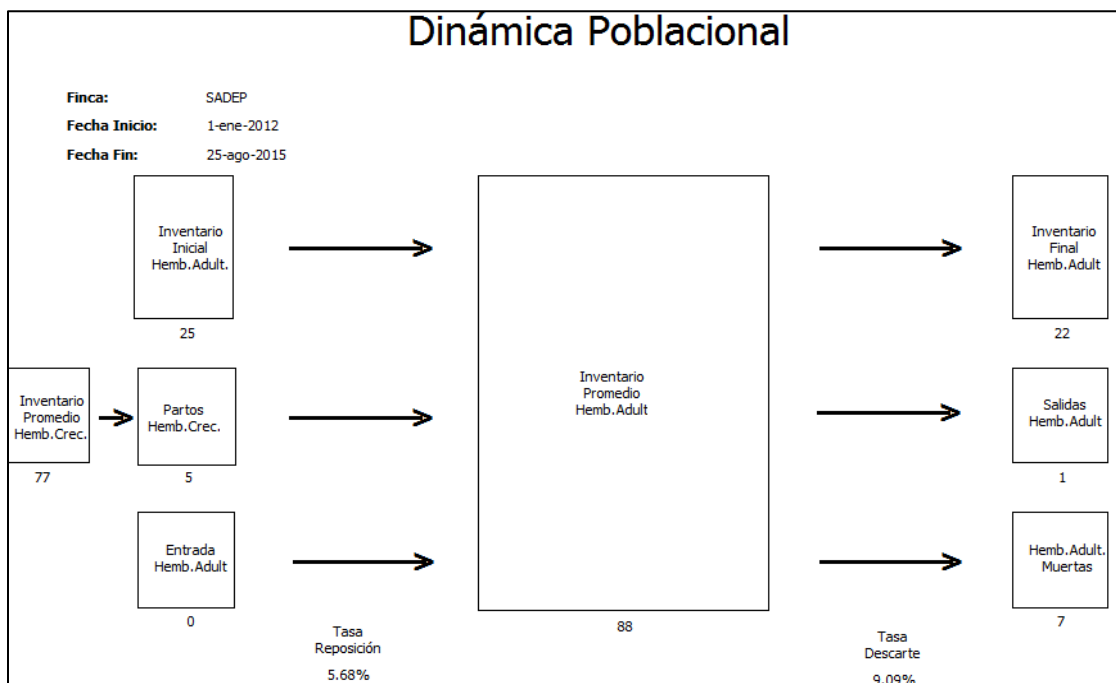 Dinámica Poblacional
Finca: SADEP
Fecha Inicio: 1-ene-2012
Fecha Fin: 25-ago-2015
Inventario
Inicial
Hemb.Adult.
25
Inventario
Final
Hemb.Adult
22
Inventario
Promedio
Hemb.Crec.
77
Partos
Hemb.Crec.
5
Inventario
Promedio
Hemb.Adult
88
Salidas
Hemb.Adult
1
Entrada
Hemb.Adult
0
Hemb.Adult.
Muertas
7
Tasa
Reposición
5.68%
Tasa
Descarte
9.09%